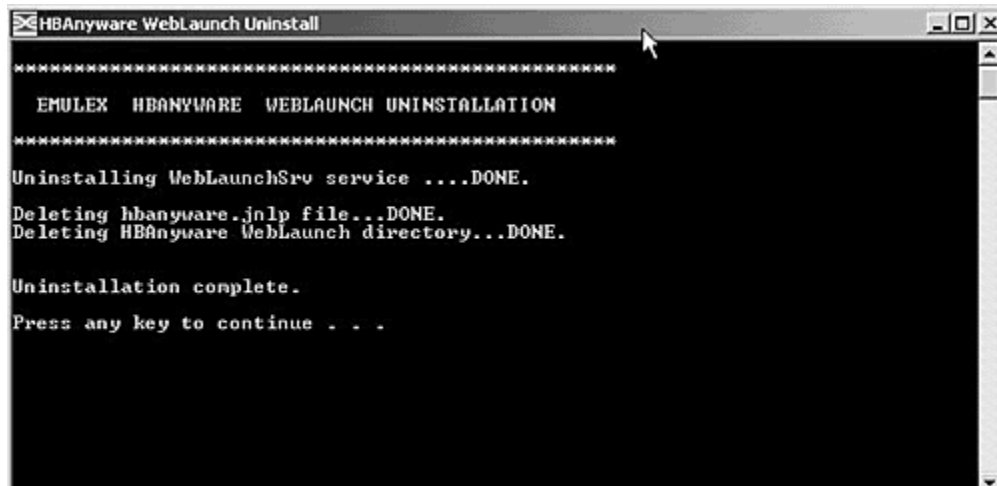 HBAnyware WebLaunch Uninstall
**************************************************
EMULEX HBANYWARE WEBLAUNCH UNINSTALLATION
**************************************************
Uninstalling WebLaunchSrv service ....DONE.
Deleting hbanyware.jnlp file...DONE.
Deleting HBAnyware WebLaunch directory...DONE.
Uninstallation complete.
Press any key to continue . . .